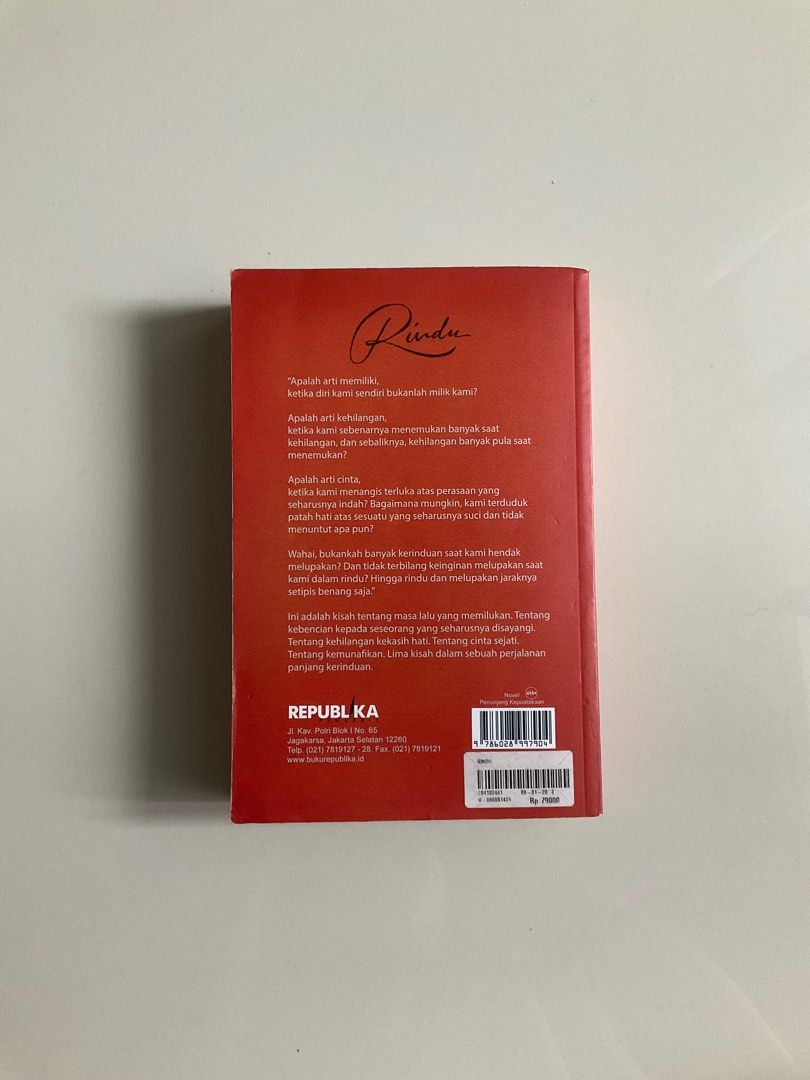 Rindu
"Apalah arti memiliki,
ketika diri kami sendiri bukanlah milik kami?
Apalah arti kehilangan,
ketika kami sebenarnya menemukan banyak saat
kehilangan, dan sebaliknya, kehilangan banyak pula saat
menemukan?
Apalah arti cinta,
ketika kami menangis terluka atas perasaan yang
seharusnya indah? Bagaimana mungkin, kami terduduk
patah hati atas sesuatu yang seharusnya suci dan tidak
menuntut apa pun?
Wahai, bukankah banyak kerinduan saat kami hendak
melupakan? Dan tidak terbilang keinginan melupakan saat
kami dalam rindu? Hingga rindu dan melupakan jaraknya
setipis benang saja."
Ini adalah kisah tentang masa lalu yang memilukan. Tentang
kebencian kepada seseorang yang seharusnya disayangi.
Tentang kehilangan kekasih hati. Tentang cinta sejati.
Tentang kemunafikan. Lima kisah dalam sebuah perjalanan
panjang kerinduan.
REPUBLIKA
Jl. Kav. Polri Blok I No. 65
Jagakarsa, Jakarta Selatan 12260
Telp. (021) 7819127 - 28. Fax. (021) 7819121
www.bukurepublika.id
Novel
Penunjang Kepustakaan
9 786028 997904
RINDU
09-01-20
Rp 79000